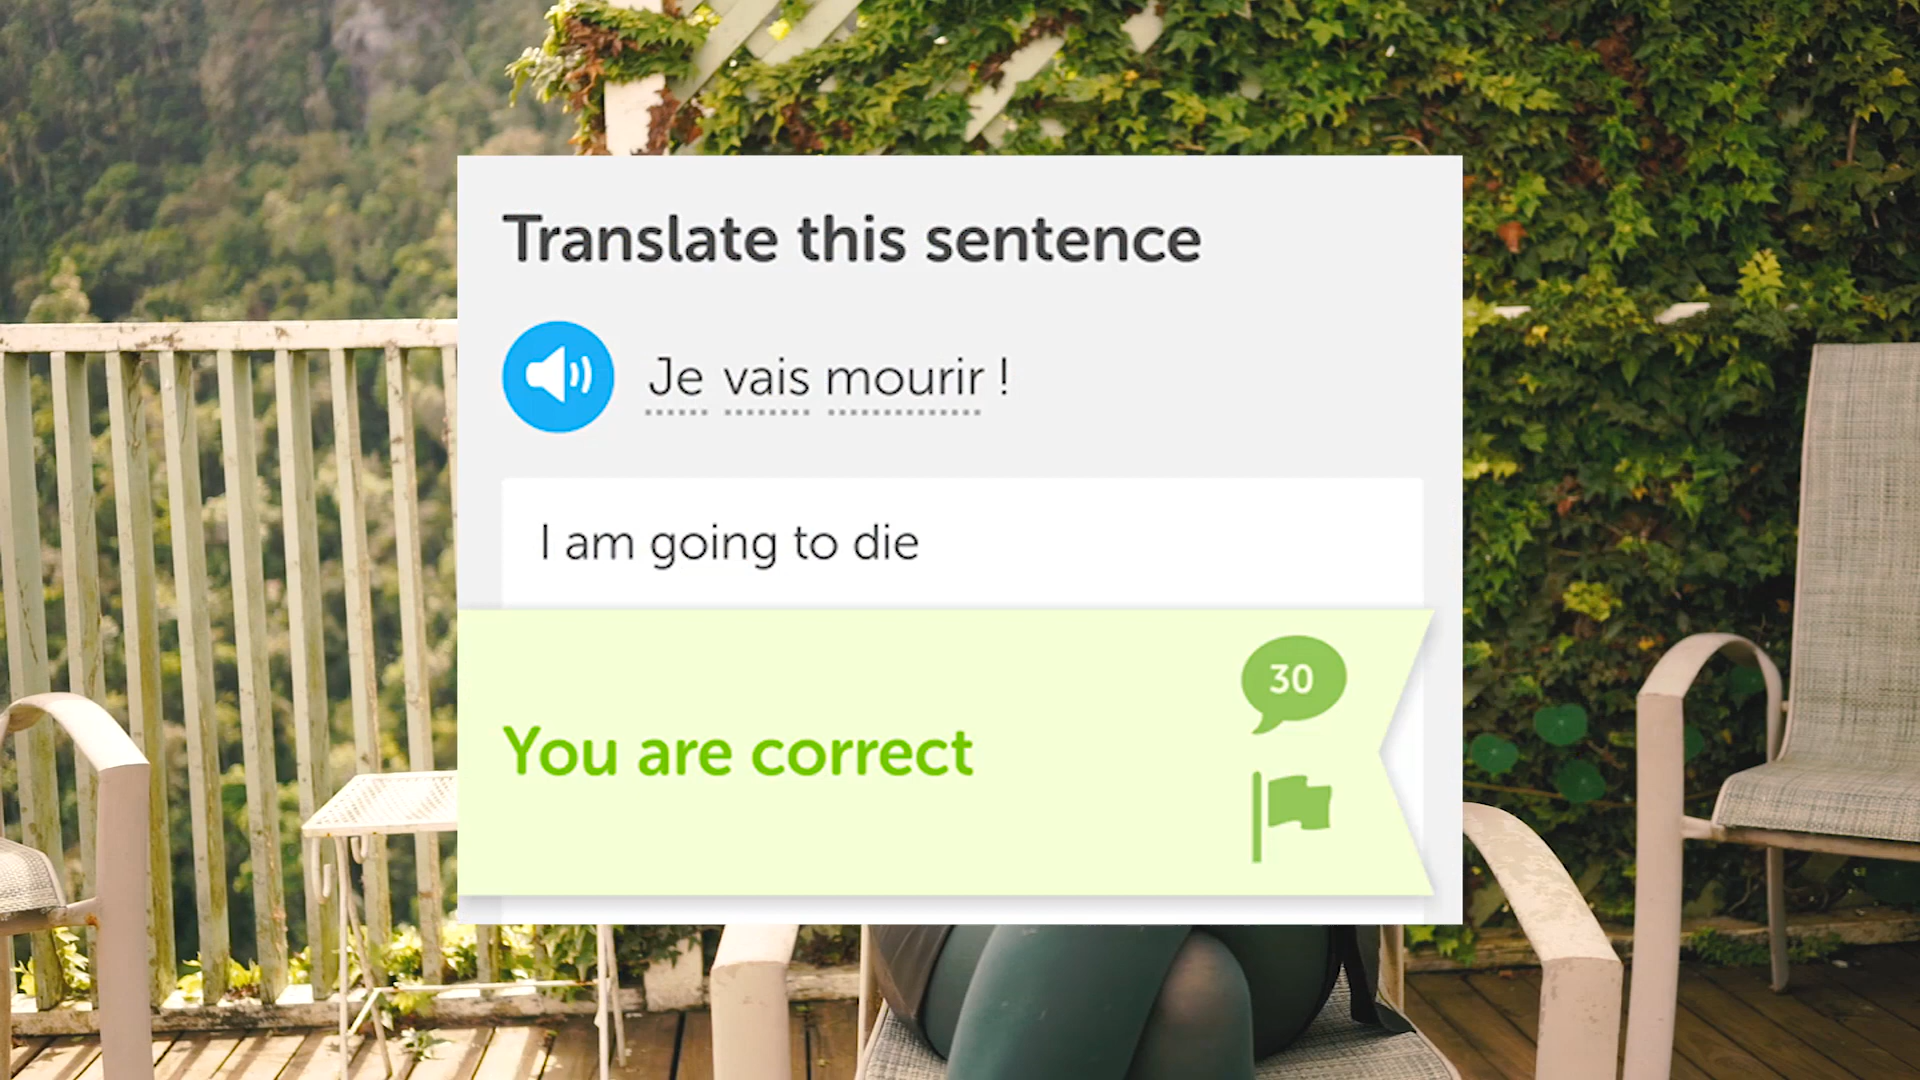 Translate this sentence
Je vais mourir !
I am going to die
30
You are correct